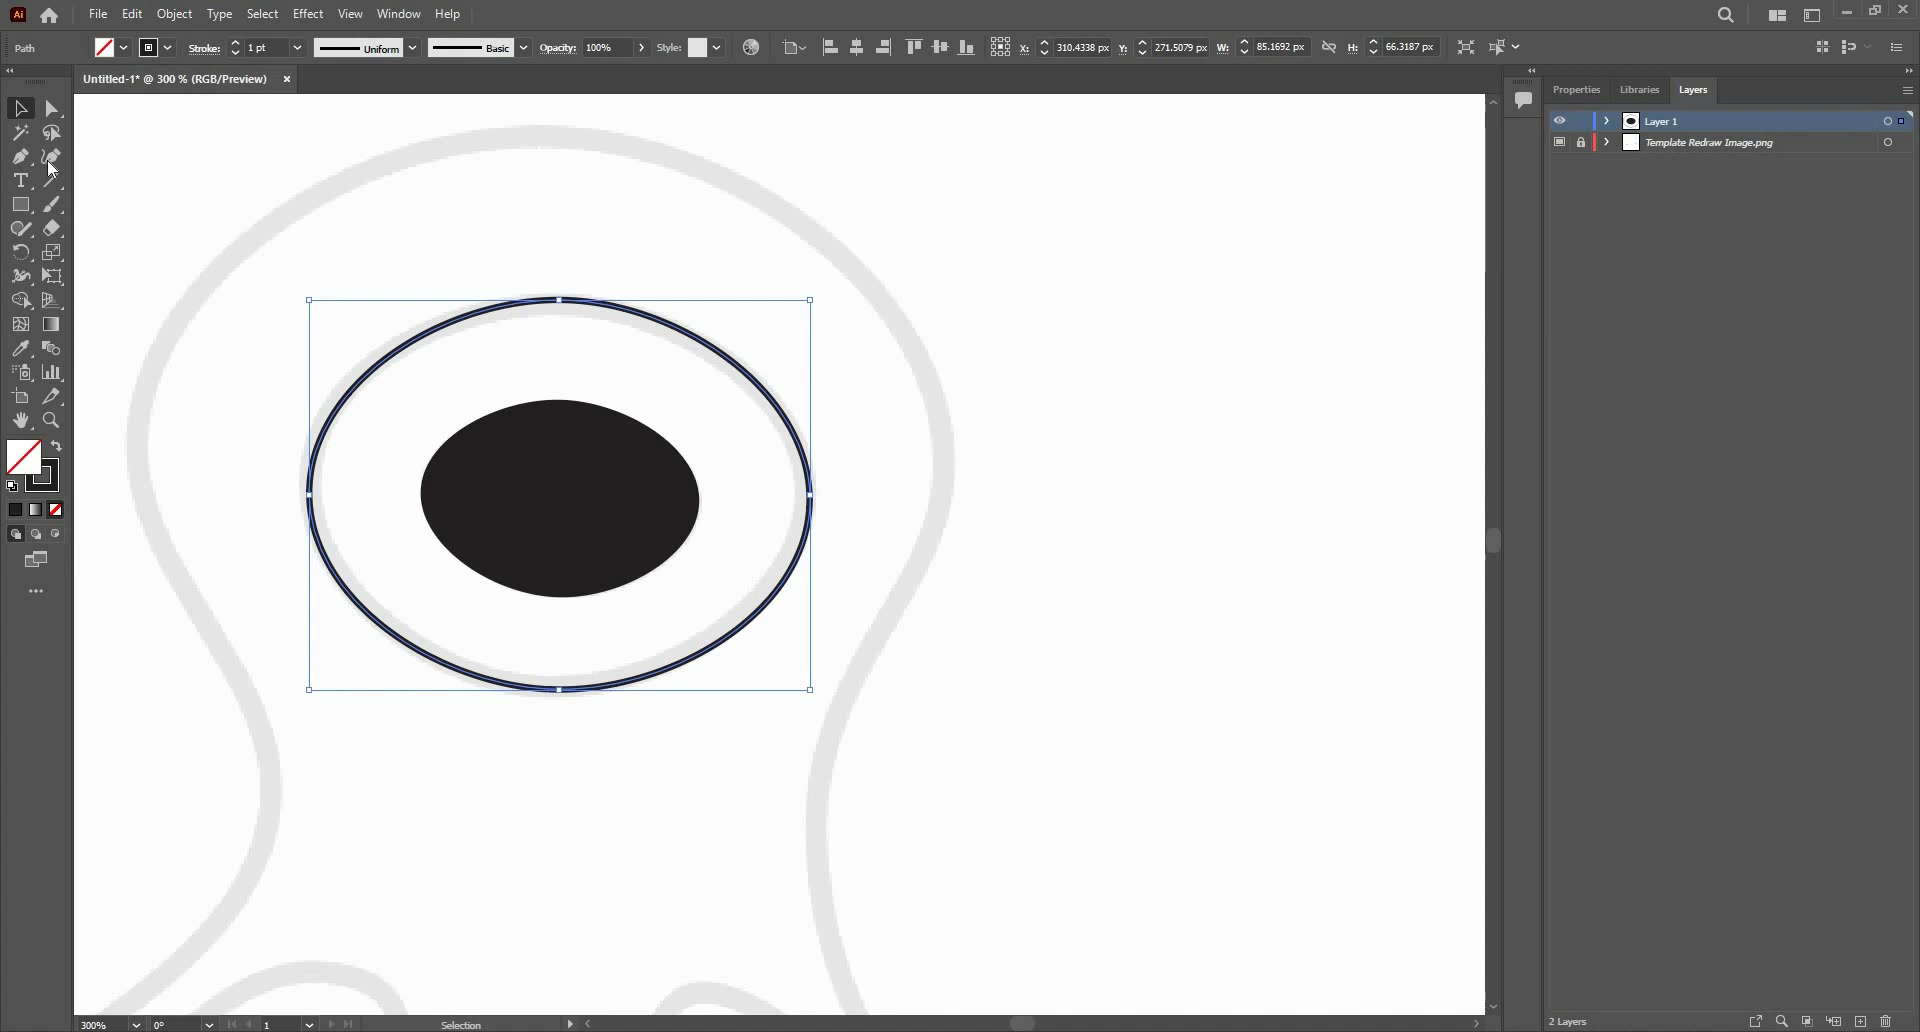 Ai File Edit Object Type Select Effect View Window Help
Path Stroke: 1 pt Uniform Basic Opacity: 100% Style: X: 310.4338 px Y: 271.5079 px W: 85.1692 px H: 66.3187 px
Untitled-1* @ 300 % (RGB/Preview)
Properties Libraries Layers
Layer 1
Template Redraw Image.png
300% 0° 1 Selection
2 Layers